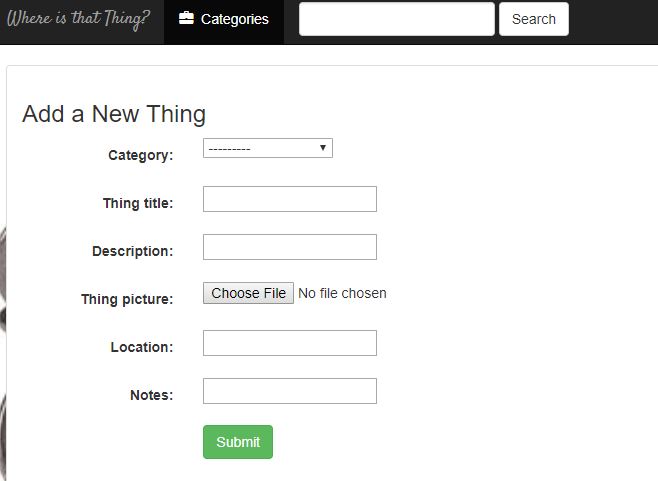 Where is that Thing? Categories Search
Add a New Thing
Category: ---------
Thing title:
Description:
Thing picture: Choose File No file chosen
Location:
Notes:
Submit